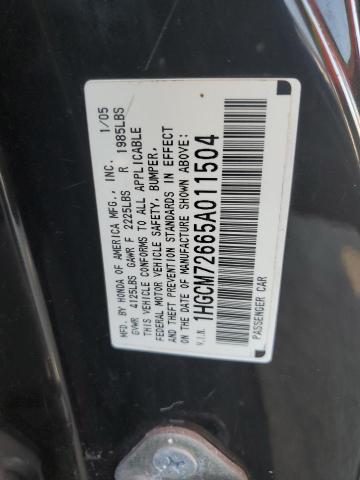 MFD. BY HONDA OF AMERICA MFG., INC. 1/05
GVWR 4125LBS GAWR F 2225LBS R 1985LBS
THIS VEHICLE CONFORMS TO ALL APPLICABLE
FEDERAL MOTOR VEHICLE SAFETY, BUMPER,
AND THEFT PREVENTION STANDARDS IN EFFECT
ON THE DATE OF MANUFACTURE SHOWN ABOVE:
V.I.N. 1HGCM72665A011504
PASSENGER CAR